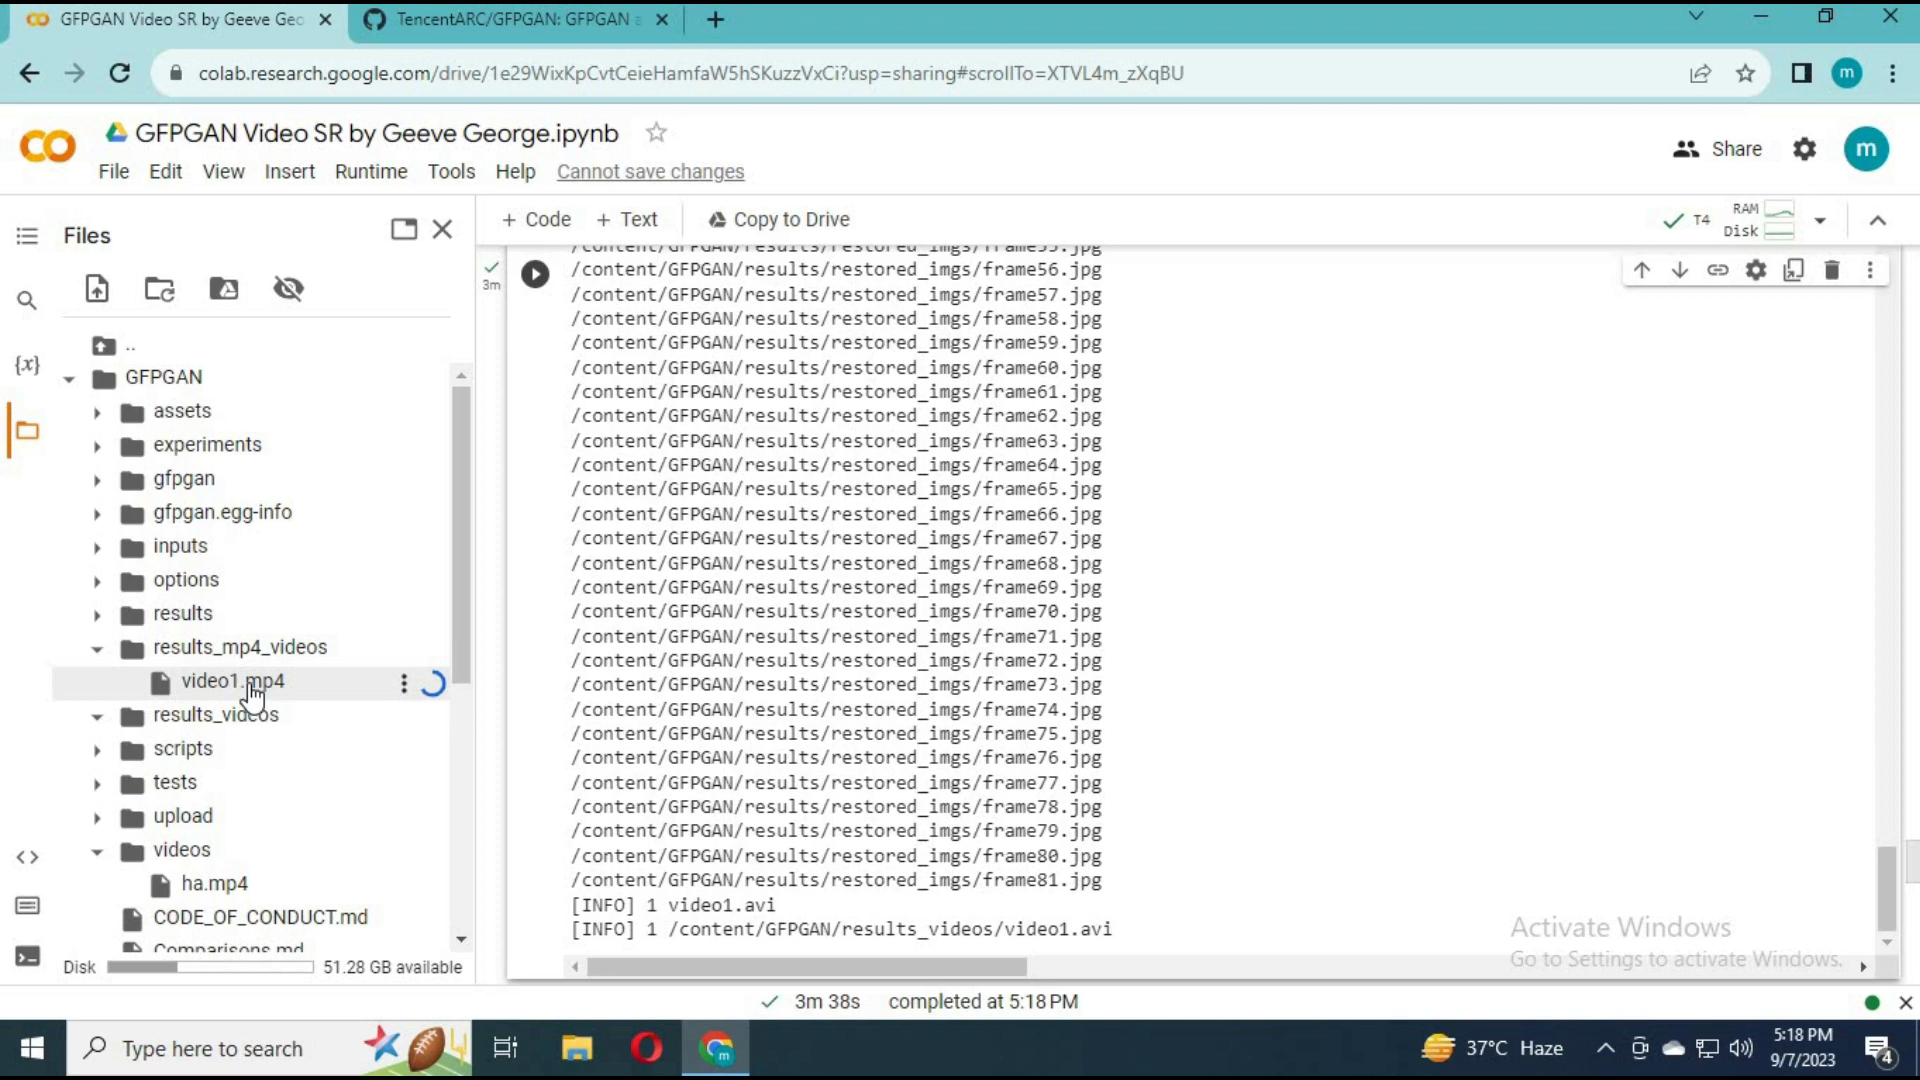 GFPGAN Video SR by Geeve Geo
TencentARC/GFPGAN: GFPGAN a
colab.research.google.com/drive/1e29WixKpCvtCeieHamfaW5hSKuzzVxCi?usp=sharing#scrollTo=XTVL4m_zXqBU
m
GFPGAN Video SR by Geeve George.ipynb
File Edit View Insert Runtime Tools Help Cannot save changes
Share
m
Files
+ Code + Text Copy to Drive
T4 RAM
Disk
..
GFPGAN
assets
experiments
gfpgan
gfpgan.egg-info
inputs
options
results
results_mp4_videos
video1.mp4
results_videos
scripts
tests
upload
videos
ha.mp4
CODE_OF_CONDUCT.md
Comparisons.md
Disk 51.28 GB available
{x}
3m
/content/GFPGAN/results/restored_imgs/frame55.jpg
/content/GFPGAN/results/restored_imgs/frame56.jpg
/content/GFPGAN/results/restored_imgs/frame57.jpg
/content/GFPGAN/results/restored_imgs/frame58.jpg
/content/GFPGAN/results/restored_imgs/frame59.jpg
/content/GFPGAN/results/restored_imgs/frame60.jpg
/content/GFPGAN/results/restored_imgs/frame61.jpg
/content/GFPGAN/results/restored_imgs/frame62.jpg
/content/GFPGAN/results/restored_imgs/frame63.jpg
/content/GFPGAN/results/restored_imgs/frame64.jpg
/content/GFPGAN/results/restored_imgs/frame65.jpg
/content/GFPGAN/results/restored_imgs/frame66.jpg
/content/GFPGAN/results/restored_imgs/frame67.jpg
/content/GFPGAN/results/restored_imgs/frame68.jpg
/content/GFPGAN/results/restored_imgs/frame69.jpg
/content/GFPGAN/results/restored_imgs/frame70.jpg
/content/GFPGAN/results/restored_imgs/frame71.jpg
/content/GFPGAN/results/restored_imgs/frame72.jpg
/content/GFPGAN/results/restored_imgs/frame73.jpg
/content/GFPGAN/results/restored_imgs/frame74.jpg
/content/GFPGAN/results/restored_imgs/frame75.jpg
/content/GFPGAN/results/restored_imgs/frame76.jpg
/content/GFPGAN/results/restored_imgs/frame77.jpg
/content/GFPGAN/results/restored_imgs/frame78.jpg
/content/GFPGAN/results/restored_imgs/frame79.jpg
/content/GFPGAN/results/restored_imgs/frame80.jpg
/content/GFPGAN/results/restored_imgs/frame81.jpg
[INFO] 1 video1.avi
[INFO] 1 /content/GFPGAN/results_videos/video1.avi
Activate Windows
Go to Settings to activate Windows.
3m 38s completed at 5:18 PM
Type here to search
m
37°C Haze
5:18 PM
9/7/2023
4